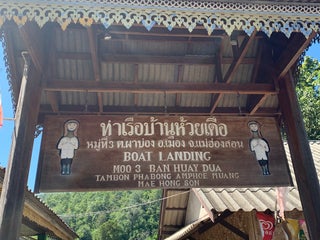 ท่าเรือบ้านห้วยเดื่อ
หมู่ที่3 ต.ผาบ่อง อ.เมือง จ.แม่ฮ่องสอน
BOAT LANDING
MOO 3 BAN HUAY DUA
TAMBON PHABONG AMPHOE MUANG
MAE HONG SON